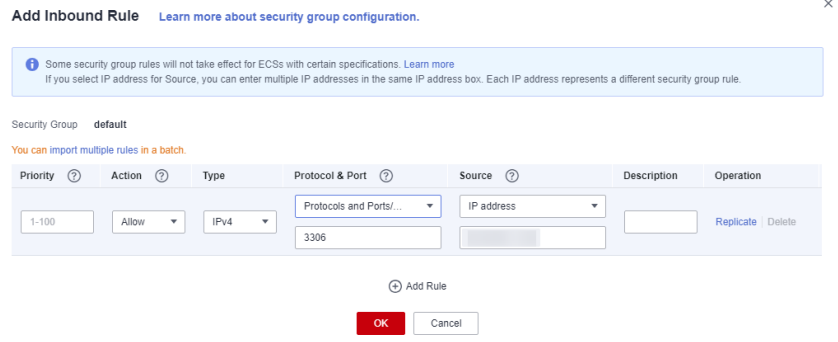 Add Inbound Rule Learn more about security group configuration.
Some security group rules will not take effect for ECSs with certain specifications. Learn more
If you select IP address for Source, you can enter multiple IP addresses in the same IP address box. Each IP address represents a different security group rule.
Security Group default
You can import multiple rules in a batch.
Priority ? Action ? Type Protocol & Port ? Source ? Description Operation
Protocols and Ports/... IP address
1-100 Allow IPv4 Replicate Delete
3306
Add Rule
OK Cancel